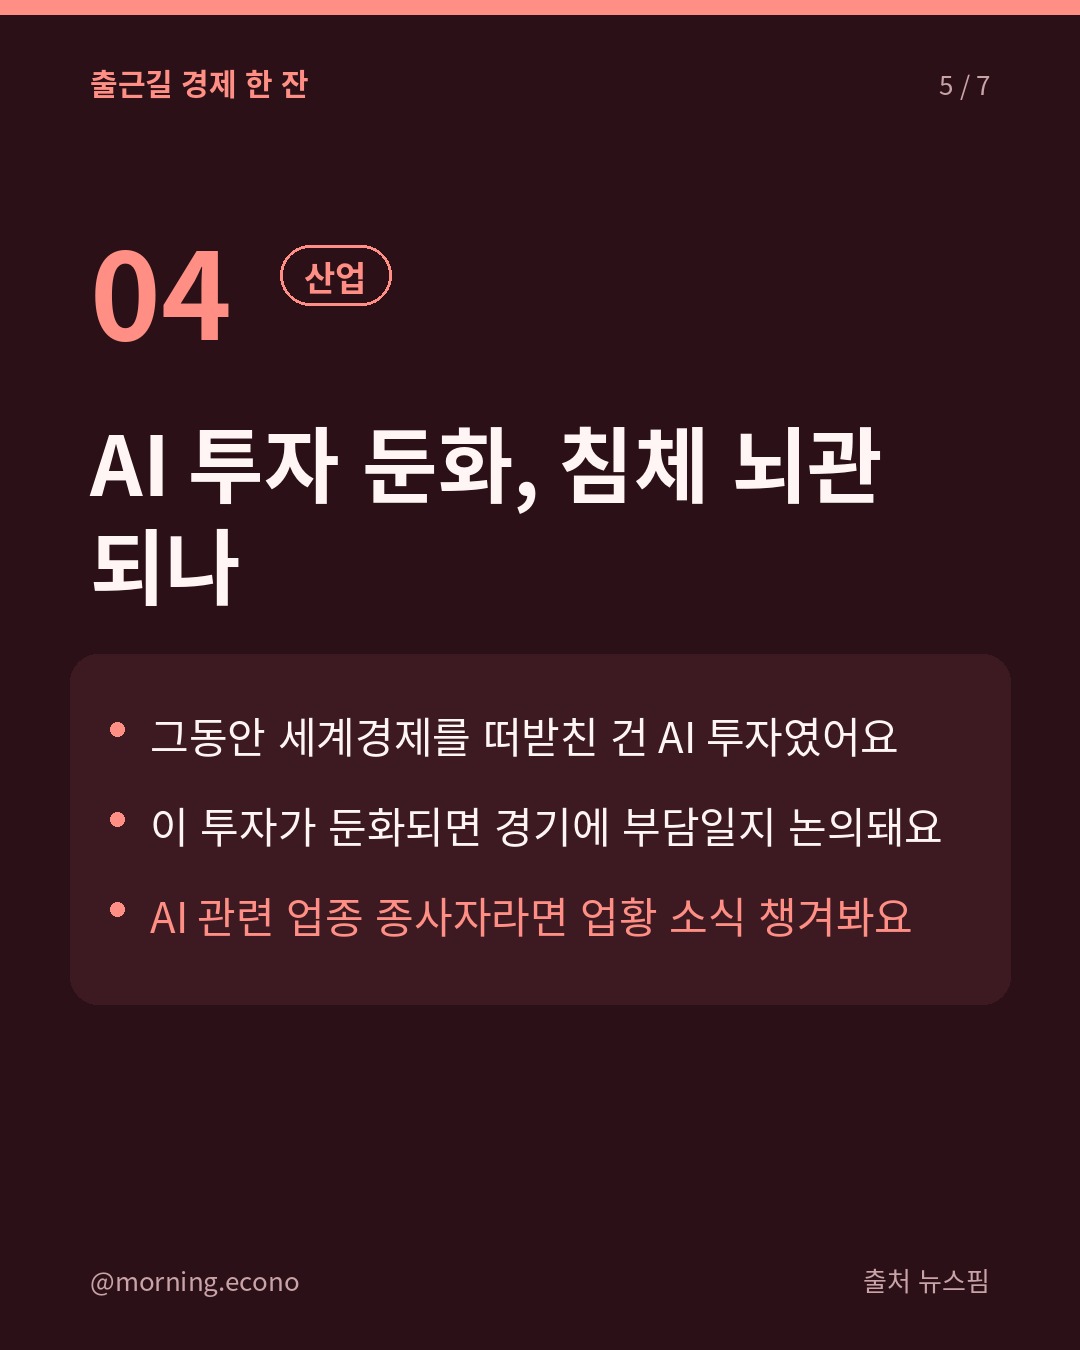 출근길 경제 한 잔
5 / 7
04
산업
AI 투자 둔화, 침체 뇌관
되나
• 그동안 세계경제를 떠받친 건 AI 투자였어요
• 이 투자가 둔화되면 경기에 부담일지 논의돼요
• AI 관련 업종 종사자라면 업황 소식 챙겨봐요
@morning.econo
출처 뉴스핌